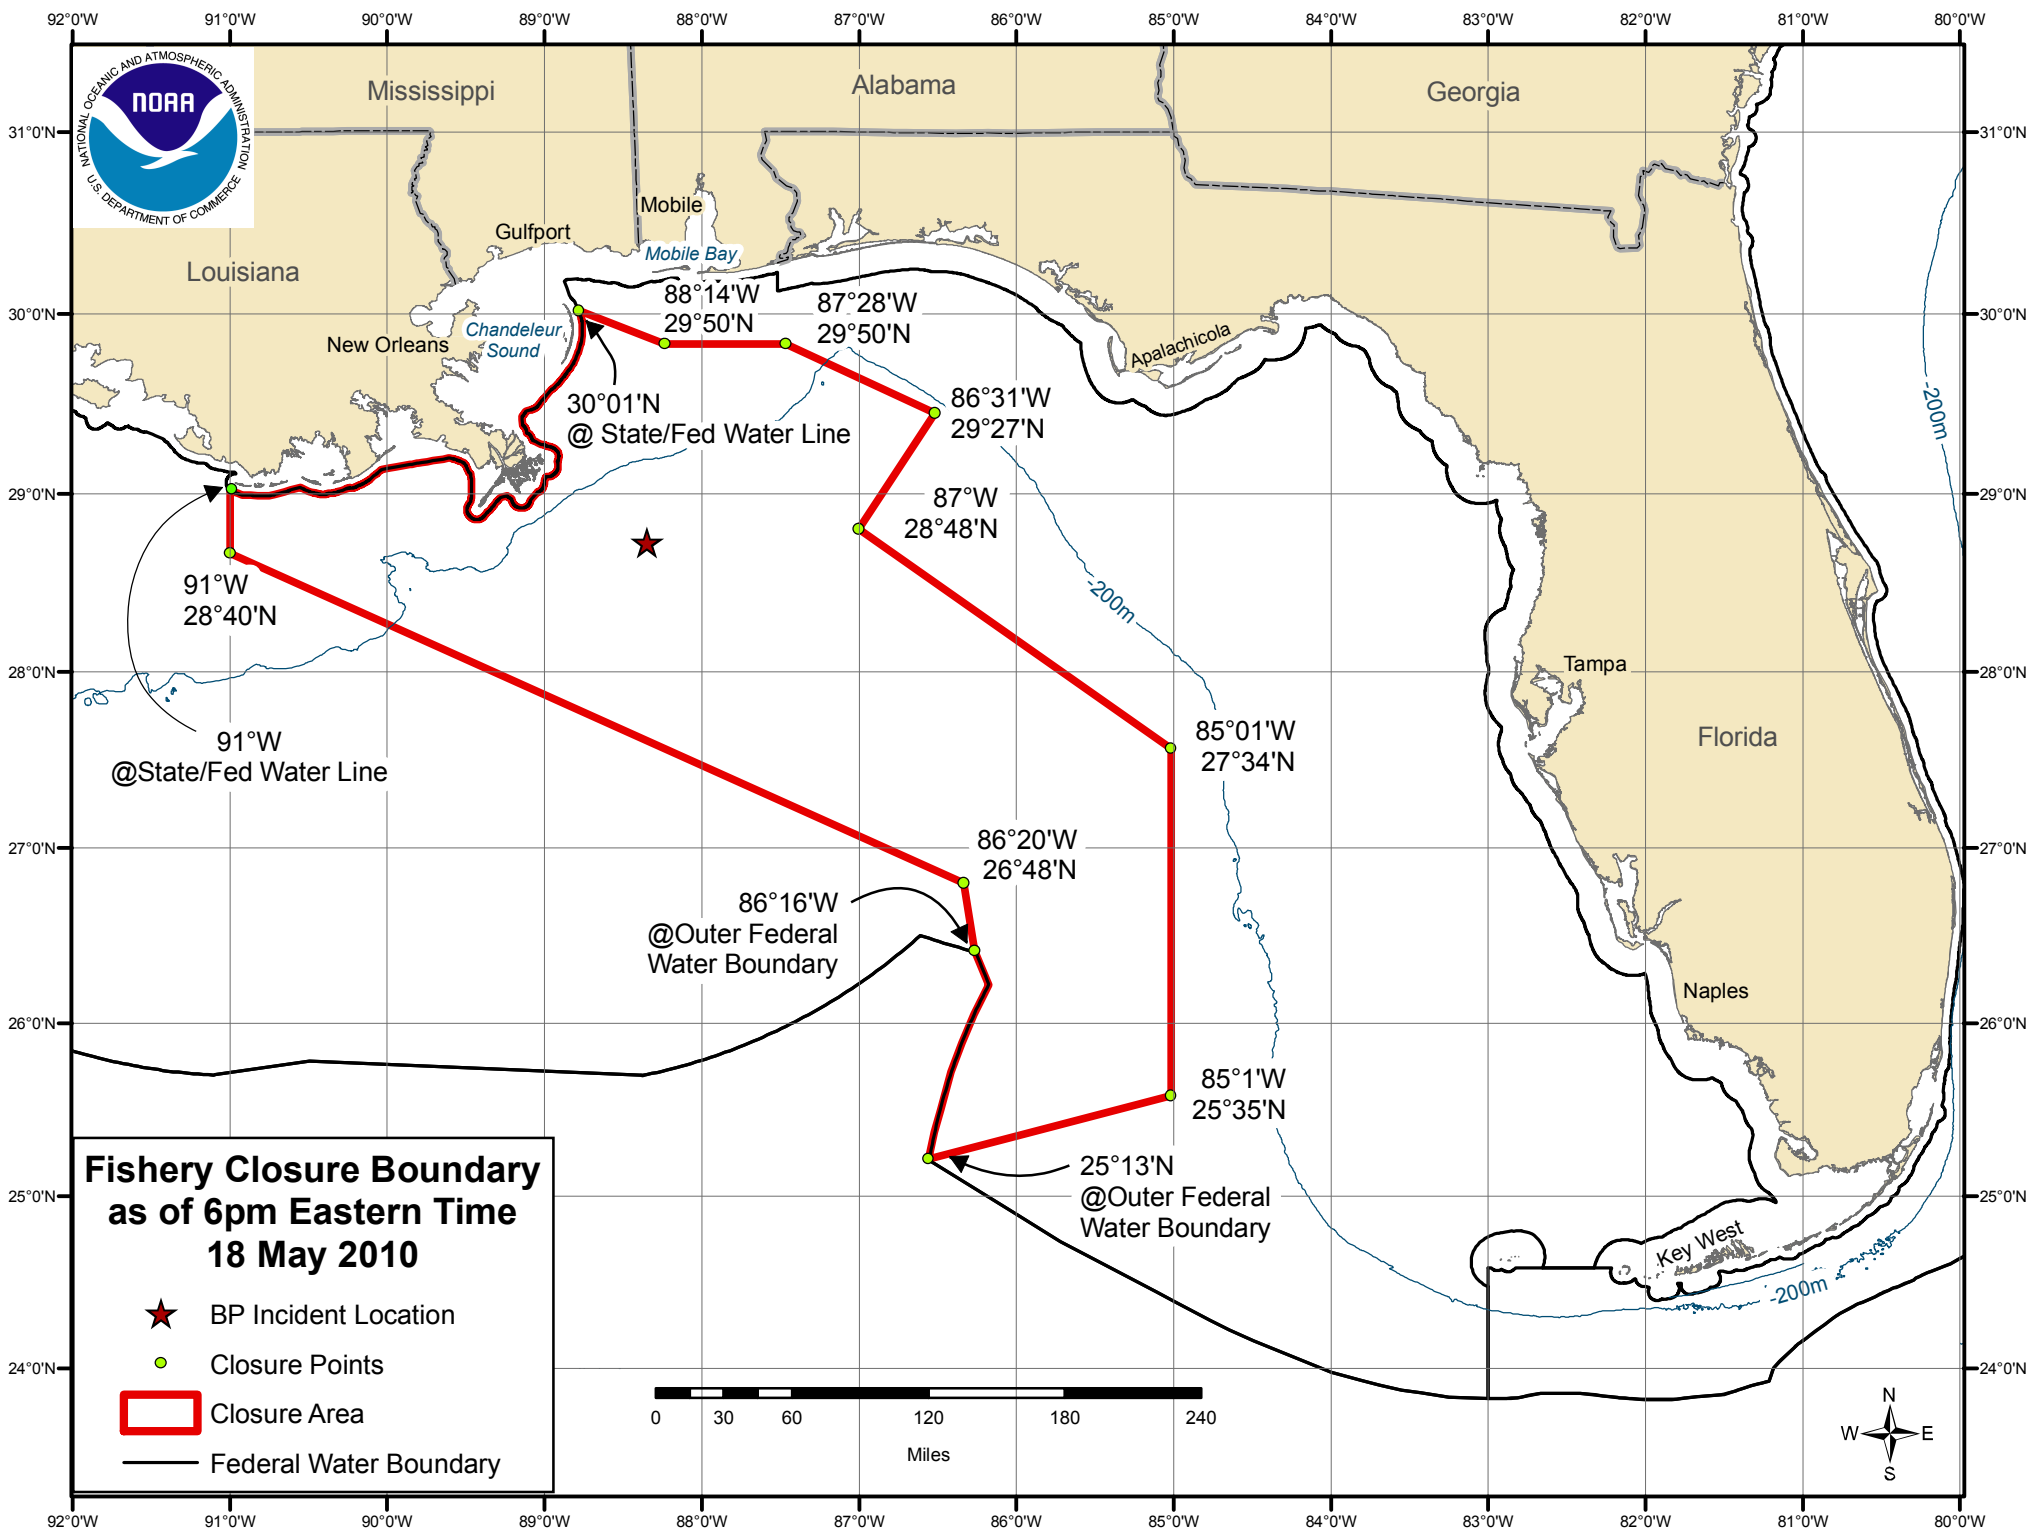 92°0'W 91°0'W 90°0'W 89°0'W 88°0'W 87°0'W 86°0'W 85°0'W 84°0'W 83°0'W 82°0'W 81°0'W 80°0'W
NATIONAL OCEANIC AND ATMOSPHERIC ADMINISTRATION
NOAA
U.S. DEPARTMENT OF COMMERCE
Mississippi
Alabama
Georgia
31°0'N
31°0'N
Mobile
Gulfport
Mobile Bay
Louisiana
88°14'W
29°50'N
87°28'W
29°50'N
30°0'N
30°0'N
Chandeleur
Sound
New Orleans
Apalachicola
30°01'N
@ State/Fed Water Line
86°31'W
29°27'N
-200m
29°0'N
29°0'N
87°W
28°48'N
91°W
28°40'N
-200m
28°0'N
28°0'N
Tampa
Florida
91°W
@State/Fed Water Line
85°01'W
27°34'N
27°0'N
27°0'N
86°20'W
26°48'N
86°16'W
@Outer Federal
Water Boundary
Naples
26°0'N
26°0'N
85°1'W
25°35'N
25°13'N
@Outer Federal
Water Boundary
25°0'N
25°0'N
Key West
-200m
24°0'N
24°0'N
Fishery Closure Boundary
as of 6pm Eastern Time
18 May 2010
BP Incident Location
Closure Points
Closure Area
Federal Water Boundary
0 30 60 120 180 240
Miles
N
W E
S
92°0'W 91°0'W 90°0'W 89°0'W 88°0'W 87°0'W 86°0'W 85°0'W 84°0'W 83°0'W 82°0'W 81°0'W 80°0'W